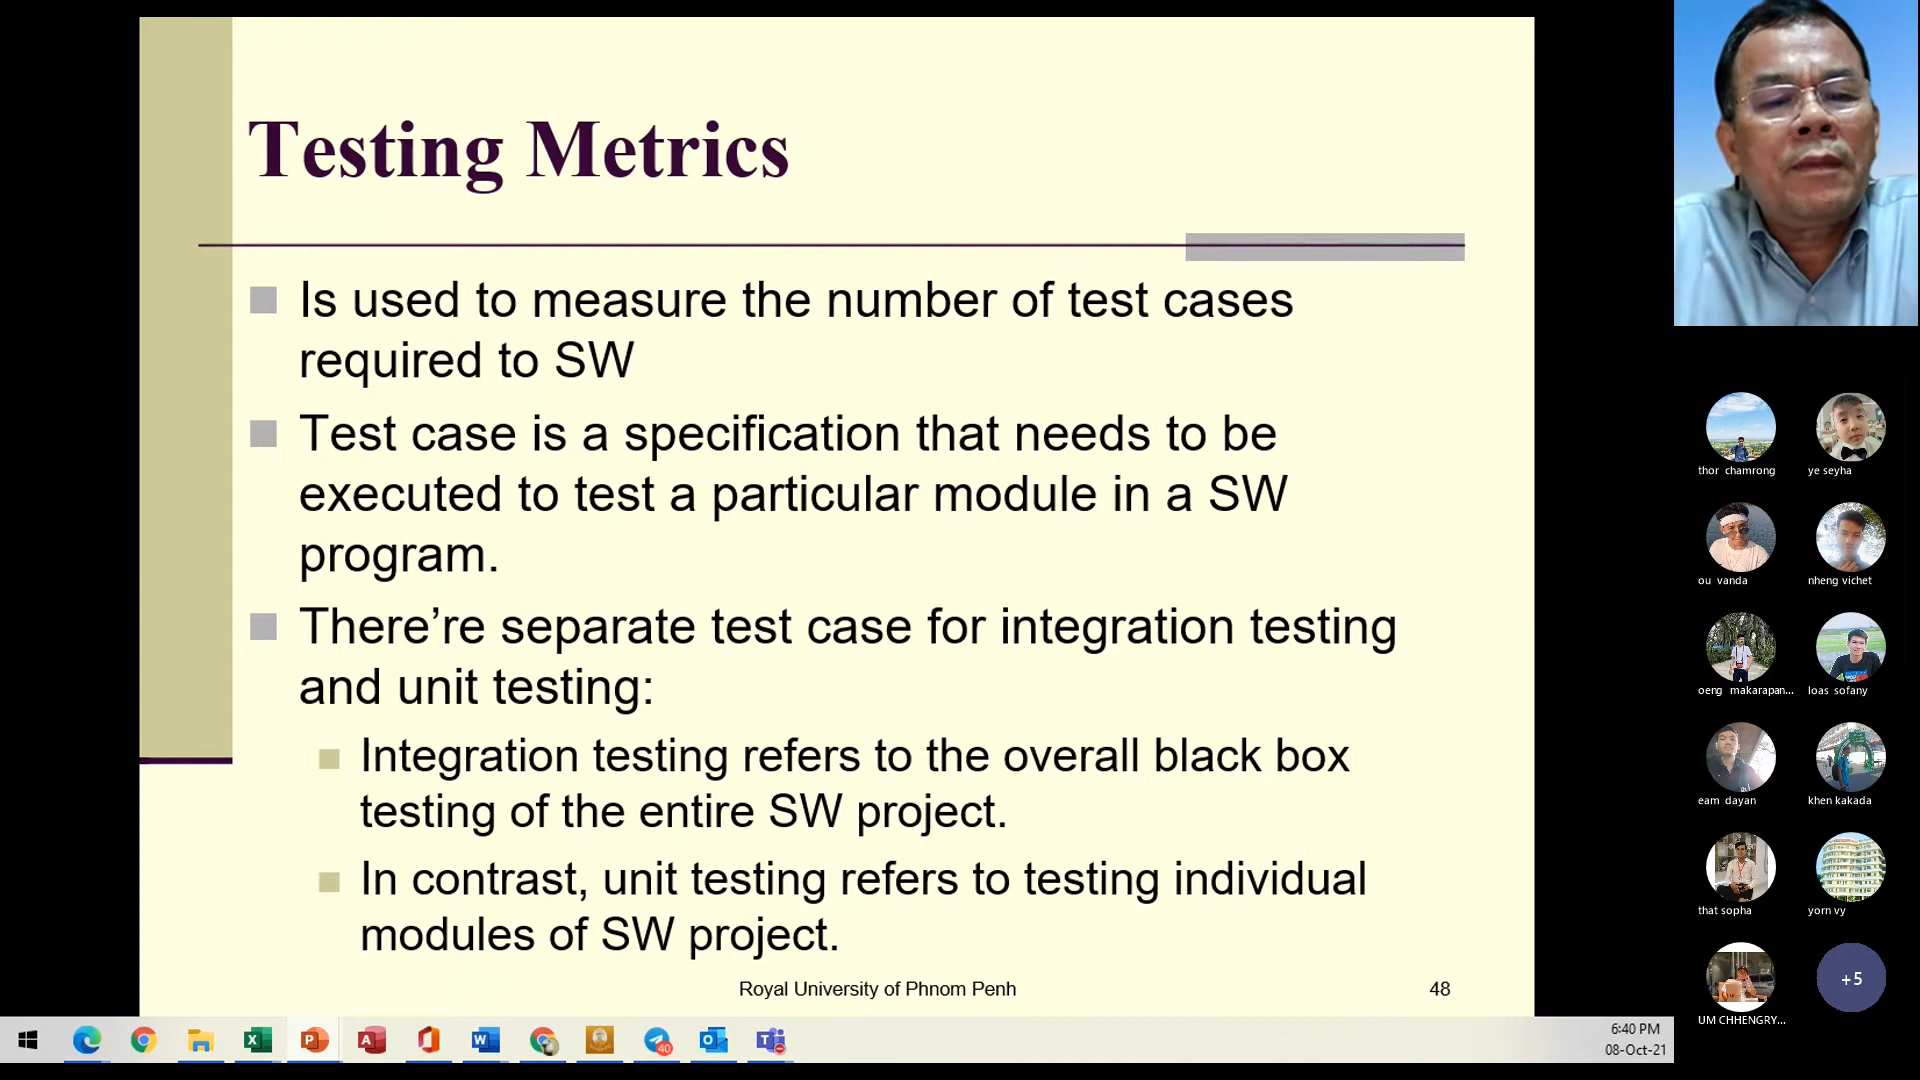 Testing Metrics
Is used to measure the number of test cases
required to SW
Test case is a specification that needs to be
executed to test a particular module in a SW
program.
There’re separate test case for integration testing
and unit testing:
Integration testing refers to the overall black box
testing of the entire SW project.
In contrast, unit testing refers to testing individual
modules of SW project.
Royal University of Phnom Penh
48
thor chamrong
ye seyha
ou vanda
nheng vichet
oeng makarapan...
loas sofany
eam dayan
khen kakada
that sopha
yorn vy
UM CHHENGRY...
+5
40
6:40 PM
08-Oct-21